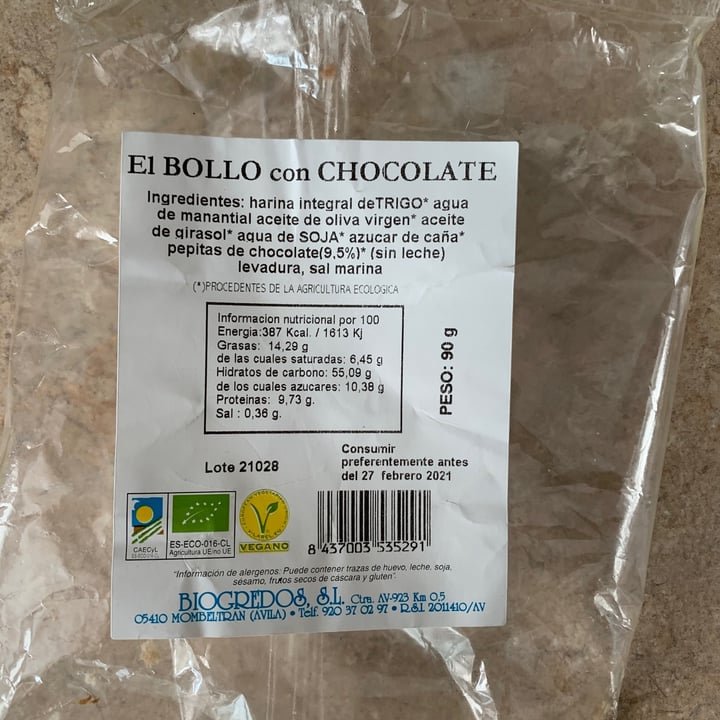 El BOLLO con CHOCOLATE
Ingredientes: harina integral deTRIGO* agua
de manantial aceite de oliva virgen* aceite
de girasol* aqua de SOJA* azucar de caña*
pepitas de chocolate(9,5%)* (sin leche)
levadura, sal marina
(*)PROCEDENTES DE LA AGRICULTURA ECOLOGICA
Informacion nutricional por 100
Energia:387 Kcal. / 1613 Kj
Grasas: 14,29 g
de las cuales saturadas: 6,45 g
Hidratos de carbono: 55,09 g
de los cuales azucares: 10,38 g
Proteinas: 9,73 g.
Sal : 0,36 g.
PESO: 90 g
Lote 21028
Consumir
preferentemente antes
del 27 febrero 2021
CAECyL
ES-ECO-016-CL
Agricultura UE/no UE
VEGANO
8 437003 535291
"Información de alergenos: Puede contener trazas de huevo, leche, soja,
sésamo, frutos secos de cascara y gluten".
BIOGREDOS, S.L. Ctra. AV-923 Km 0,5
05410 MOMBELTRAN (AVILA) • Telf. 920 37 02 97 • R.S.I. 2011410/AV